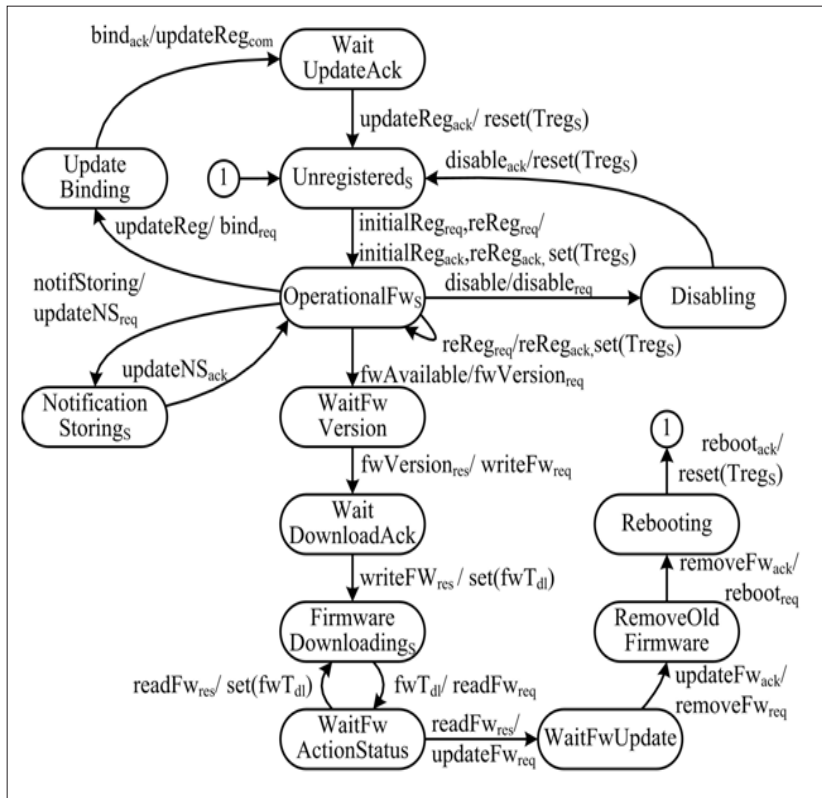 bindack/updateRegcom
Wait
UpdateAck
updateRegack/ reset(TregS)
Update
Binding
1
UnregisteredS
disableack/reset(TregS)
updateReg/ bindreq
initialRegreq,reRegreq/
initialRegack,reRegack, set(TregS)
notifStoring/
updateNSreq
OperationalFwS
disable/disablereq
Disabling
reRegreq/reRegack,set(TregS)
updateNSack
fwAvailable/fwVersionreq
Notification
StoringS
WaitFw
Version
1
rebootack/
reset(TregS)
fwVersionres/ writeFwreq
Wait
DownloadAck
Rebooting
writeFWres / set(fwTdl)
removeFwack/
rebootreq
Firmware
DownloadingS
RemoveOld
Firmware
readFwres/ set(fwTdl)
fwTdl/ readFwreq
updateFwack/
removeFwreq
WaitFw
ActionStatus
readFwres/
updateFwreq
WaitFwUpdate